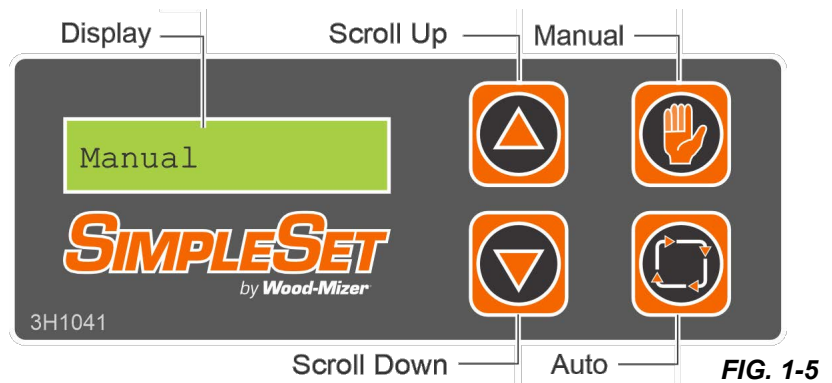 Display
Scroll Up
Manual
Manual
SIMPLESET
by Wood-Mizer
3H1041
Scroll Down
Auto
FIG. 1-5